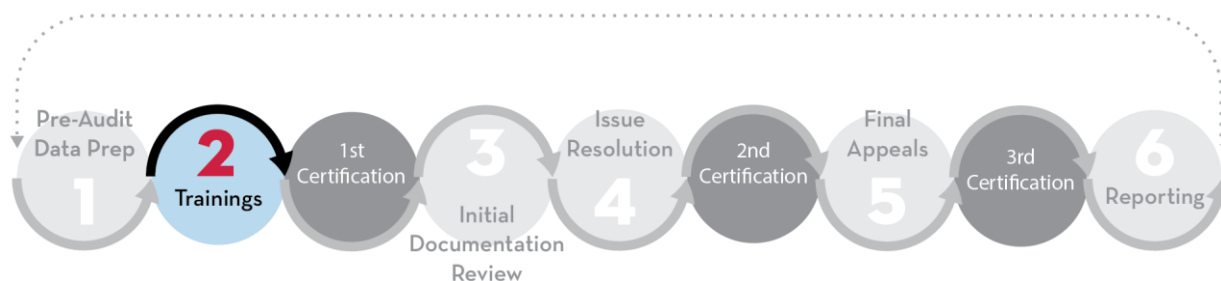 Pre-Audit
Data Prep
1
2
Trainings
1st
Certification
3
Initial
Documentation
Review
Issue
Resolution
4
2nd
Certification
Final
Appeals
5
3rd
Certification
6
Reporting